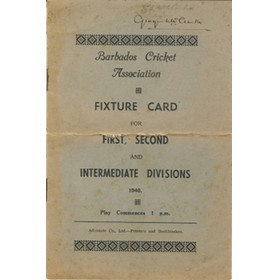 Barbados Cricket
Association
FIXTURE CARD
FOR
FIRST, SECOND
AND
INTERMEDIATE DIVISIONS
1948.
Play Commences 1 p.m.
Advocate Co., Ltd.—Printers and Stationers.